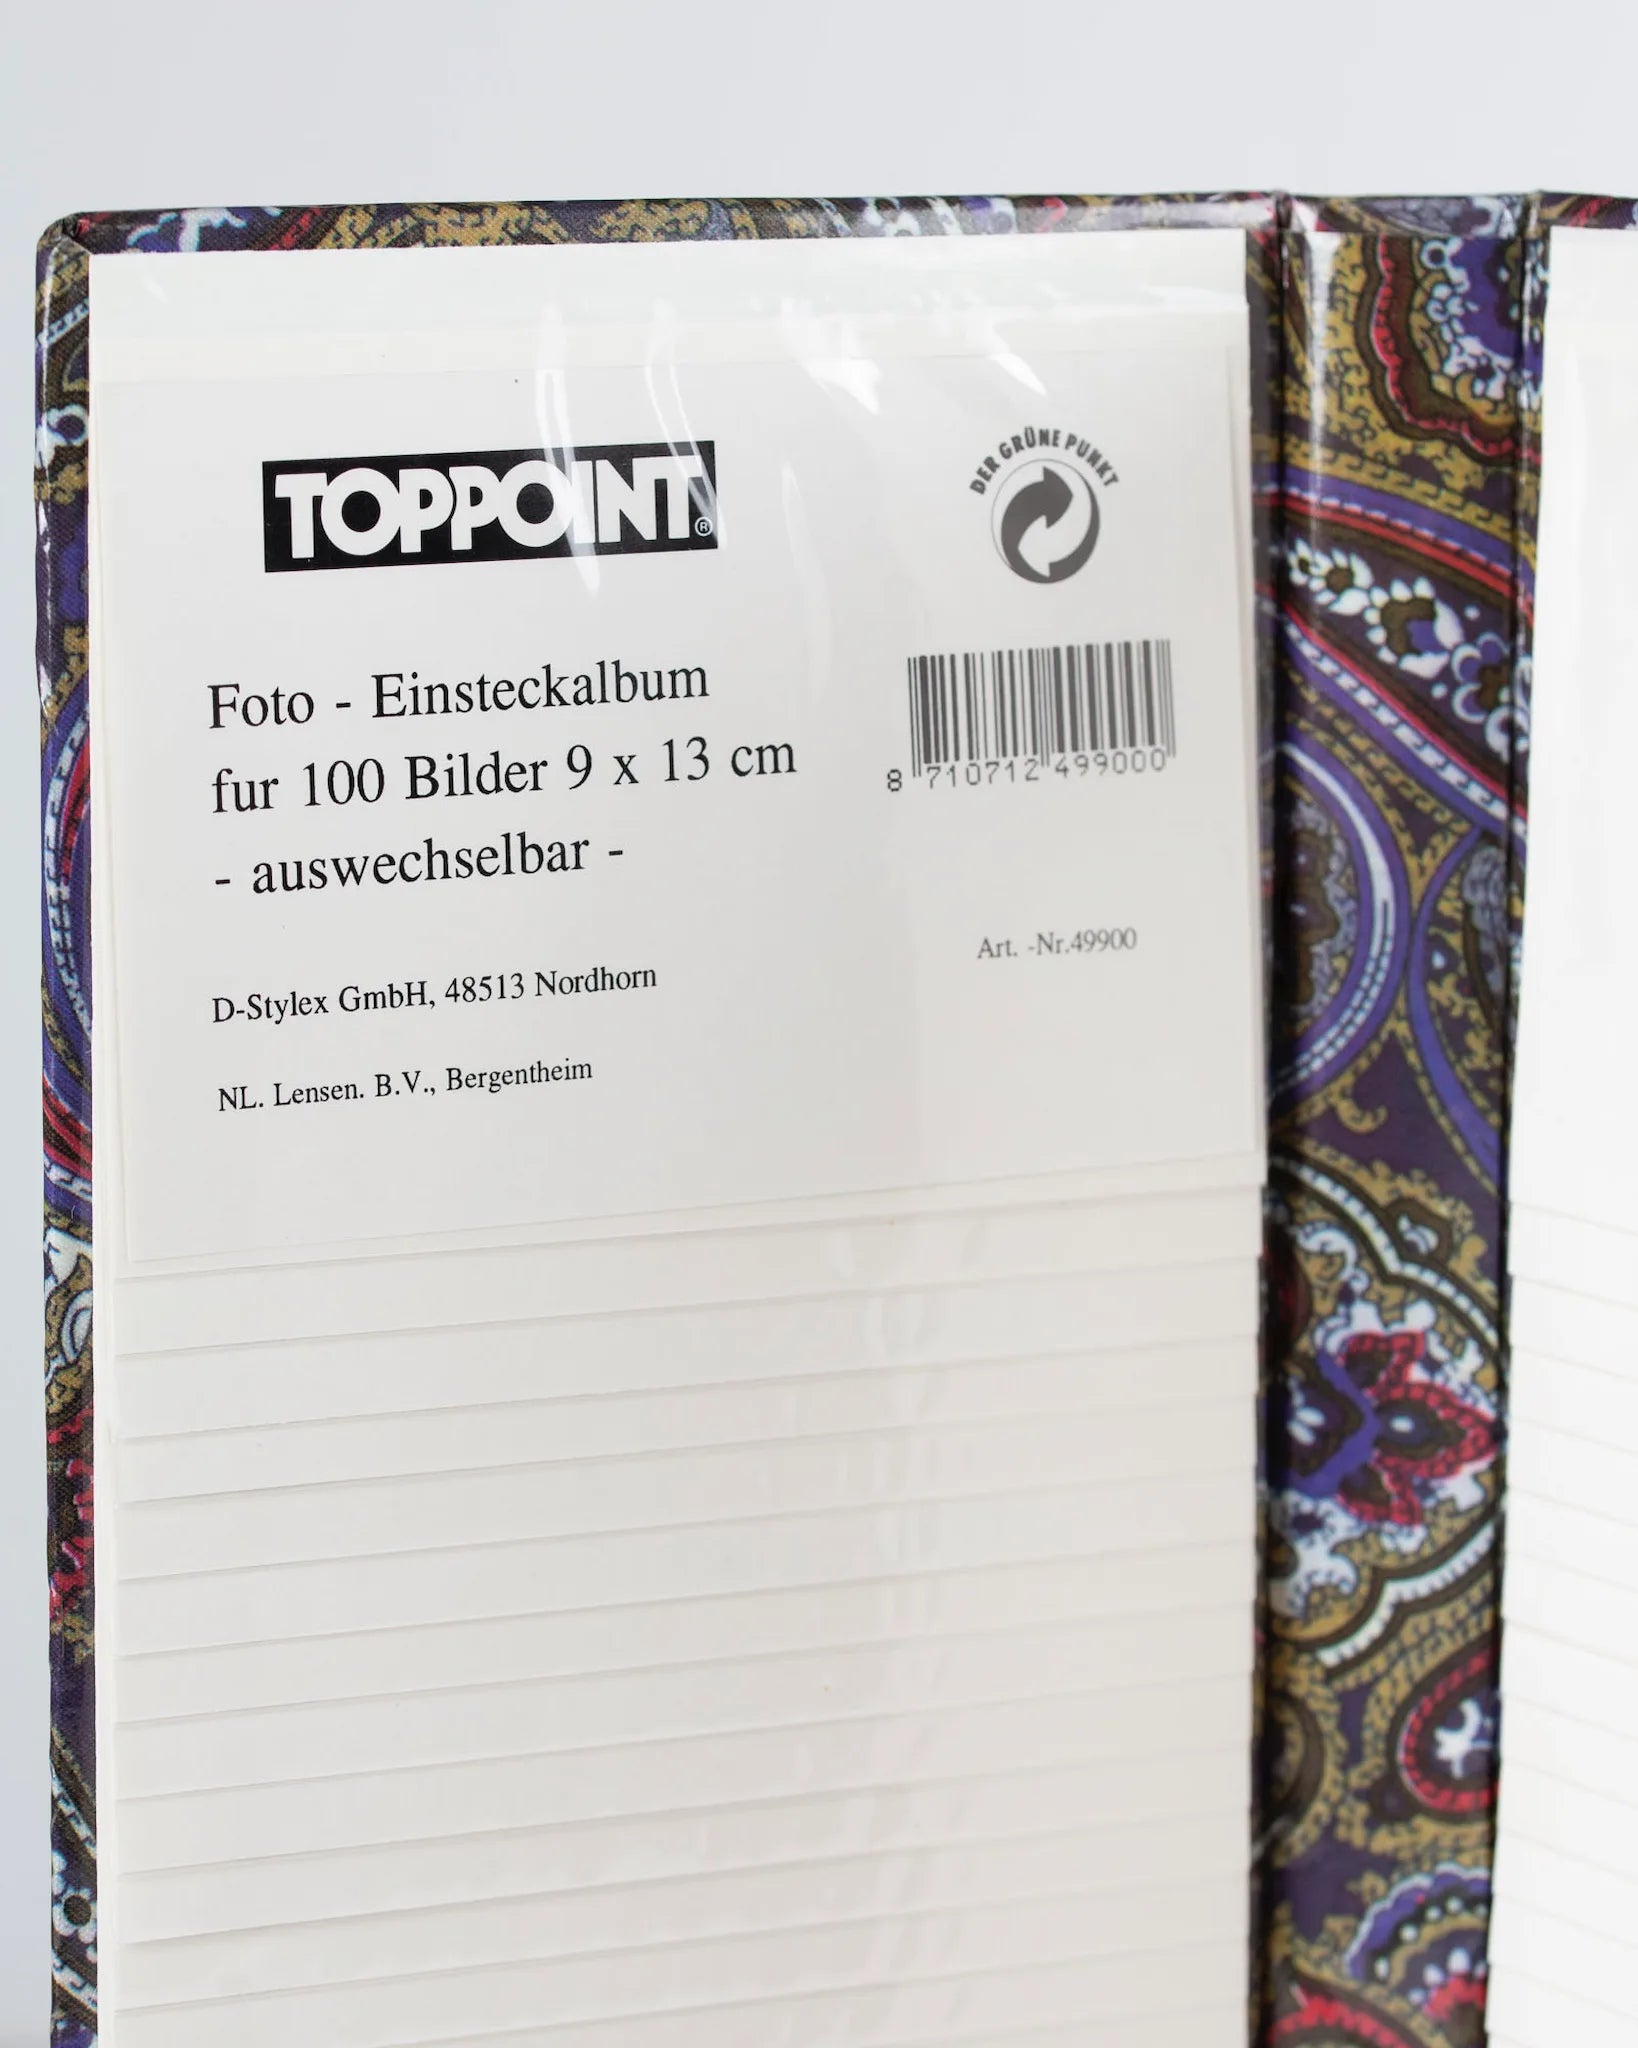 TOPPOINT®
DER GRÜNE PUNKT
Foto - Einsteckalbum
fur 100 Bilder 9 x 13 cm
- auswechselbar -
8 710712 499000
Art. -Nr.49900
D-Stylex GmbH, 48513 Nordhorn
NL. Lensen. B.V., Bergentheim